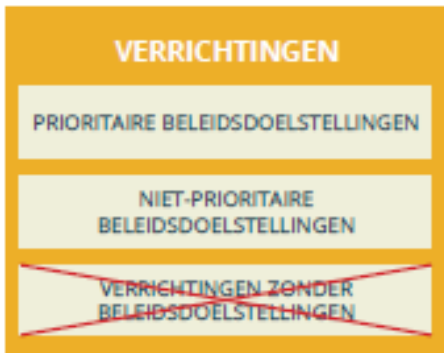 VERRICHTINGEN
PRIORITAIRE BELEIDSDOELSTELLINGEN
NIET-PRIORITAIRE
BELEIDSDOELSTELLINGEN
VERRICHTINGEN ZONDER
BELEIDSDOELSTELLINGEN